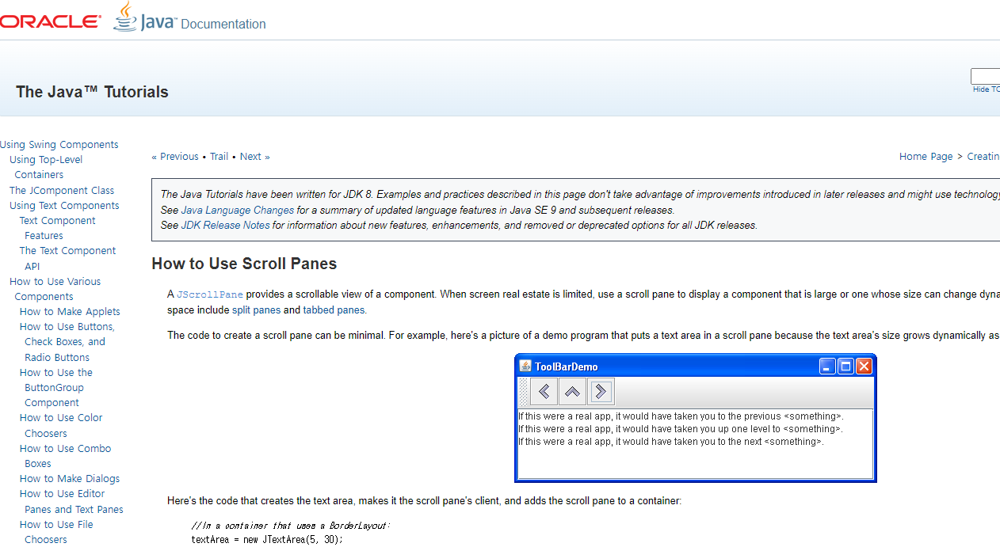 ORACLE® Java™ Documentation
The Java™ Tutorials
Hide TO
Using Swing Components
Using Top-Level
Containers
The JComponent Class
Using Text Components
Text Component
Features
The Text Component
API
How to Use Various
Components
How to Make Applets
How to Use Buttons,
Check Boxes, and
Radio Buttons
How to Use the
ButtonGroup
Component
How to Use Color
Choosers
How to Use Combo
Boxes
How to Make Dialogs
How to Use Editor
Panes and Text Panes
How to Use File
Choosers
« Previous • Trail • Next »
Home Page > Creatin
The Java Tutorials have been written for JDK 8. Examples and practices described in this page don't take advantage of improvements introduced in later releases and might use technology
See Java Language Changes for a summary of updated language features in Java SE 9 and subsequent releases.
See JDK Release Notes for information about new features, enhancements, and removed or deprecated options for all JDK releases.
How to Use Scroll Panes
A JScrollPane provides a scrollable view of a component. When screen real estate is limited, use a scroll pane to display a component that is large or one whose size can change dyna
space include split panes and tabbed panes.
The code to create a scroll pane can be minimal. For example, here's a picture of a demo program that puts a text area in a scroll pane because the text area's size grows dynamically as
ToolBarDemo
If this were a real app, it would have taken you to the previous <something>.
If this were a real app, it would have taken you up one level to <something>.
If this were a real app, it would have taken you to the next <something>.
Here's the code that creates the text area, makes it the scroll pane's client, and adds the scroll pane to a container:
//In a container that uses a BorderLayout:
textArea = new JTextArea(5, 30);